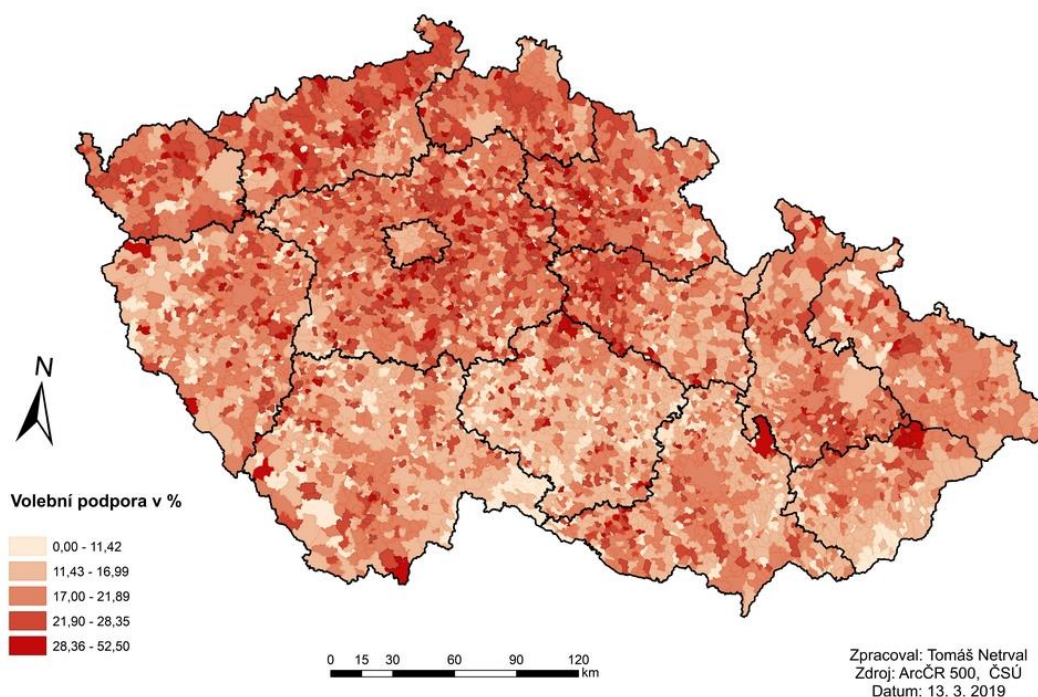 N
Volební podpora v %
0,00 - 11,42
11,43 - 16,99
17,00 - 21,89
21,90 - 28,35
28,36 - 52,50
0 15 30 60 90 120
km
Zpracoval: Tomáš Netrval
Zdroj: ArcČR 500, ČSÚ
Datum: 13. 3. 2019